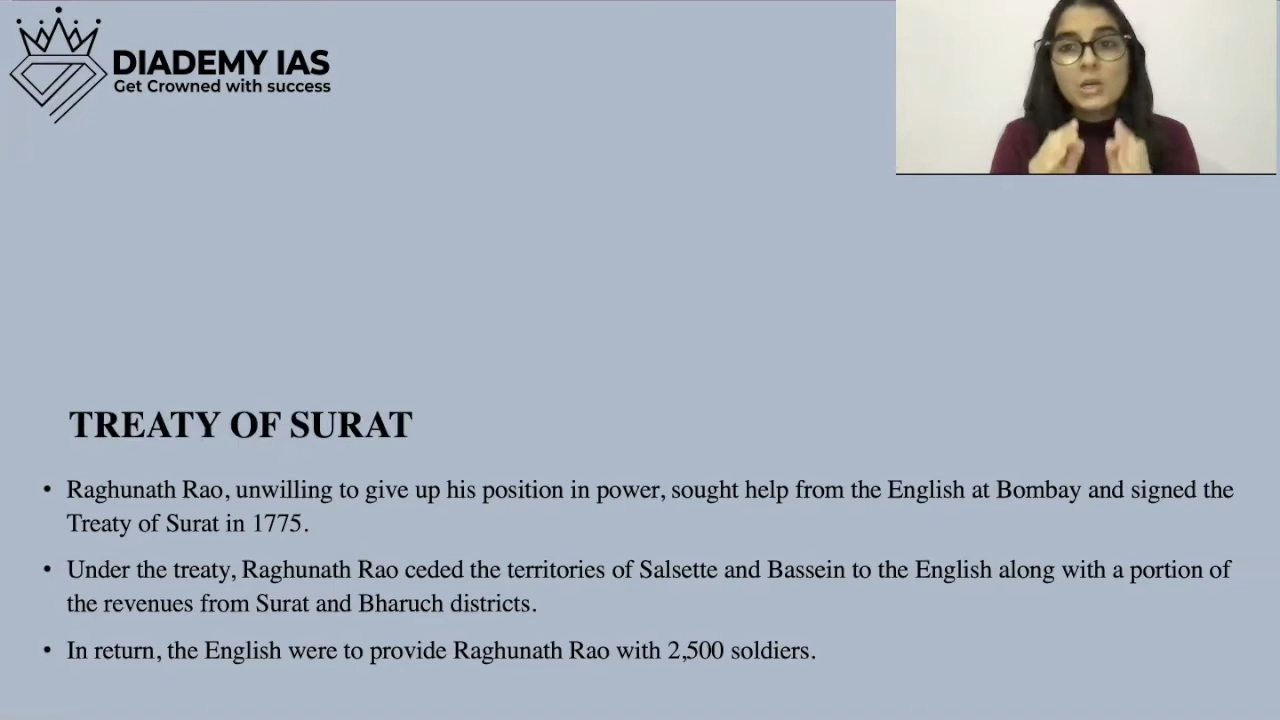 DIADEMY IAS
Get Crowned with success
TREATY OF SURAT
• Raghunath Rao, unwilling to give up his position in power, sought help from the English at Bombay and signed the
Treaty of Surat in 1775.
• Under the treaty, Raghunath Rao ceded the territories of Salsette and Bassein to the English along with a portion of
the revenues from Surat and Bharuch districts.
• In return, the English were to provide Raghunath Rao with 2,500 soldiers.